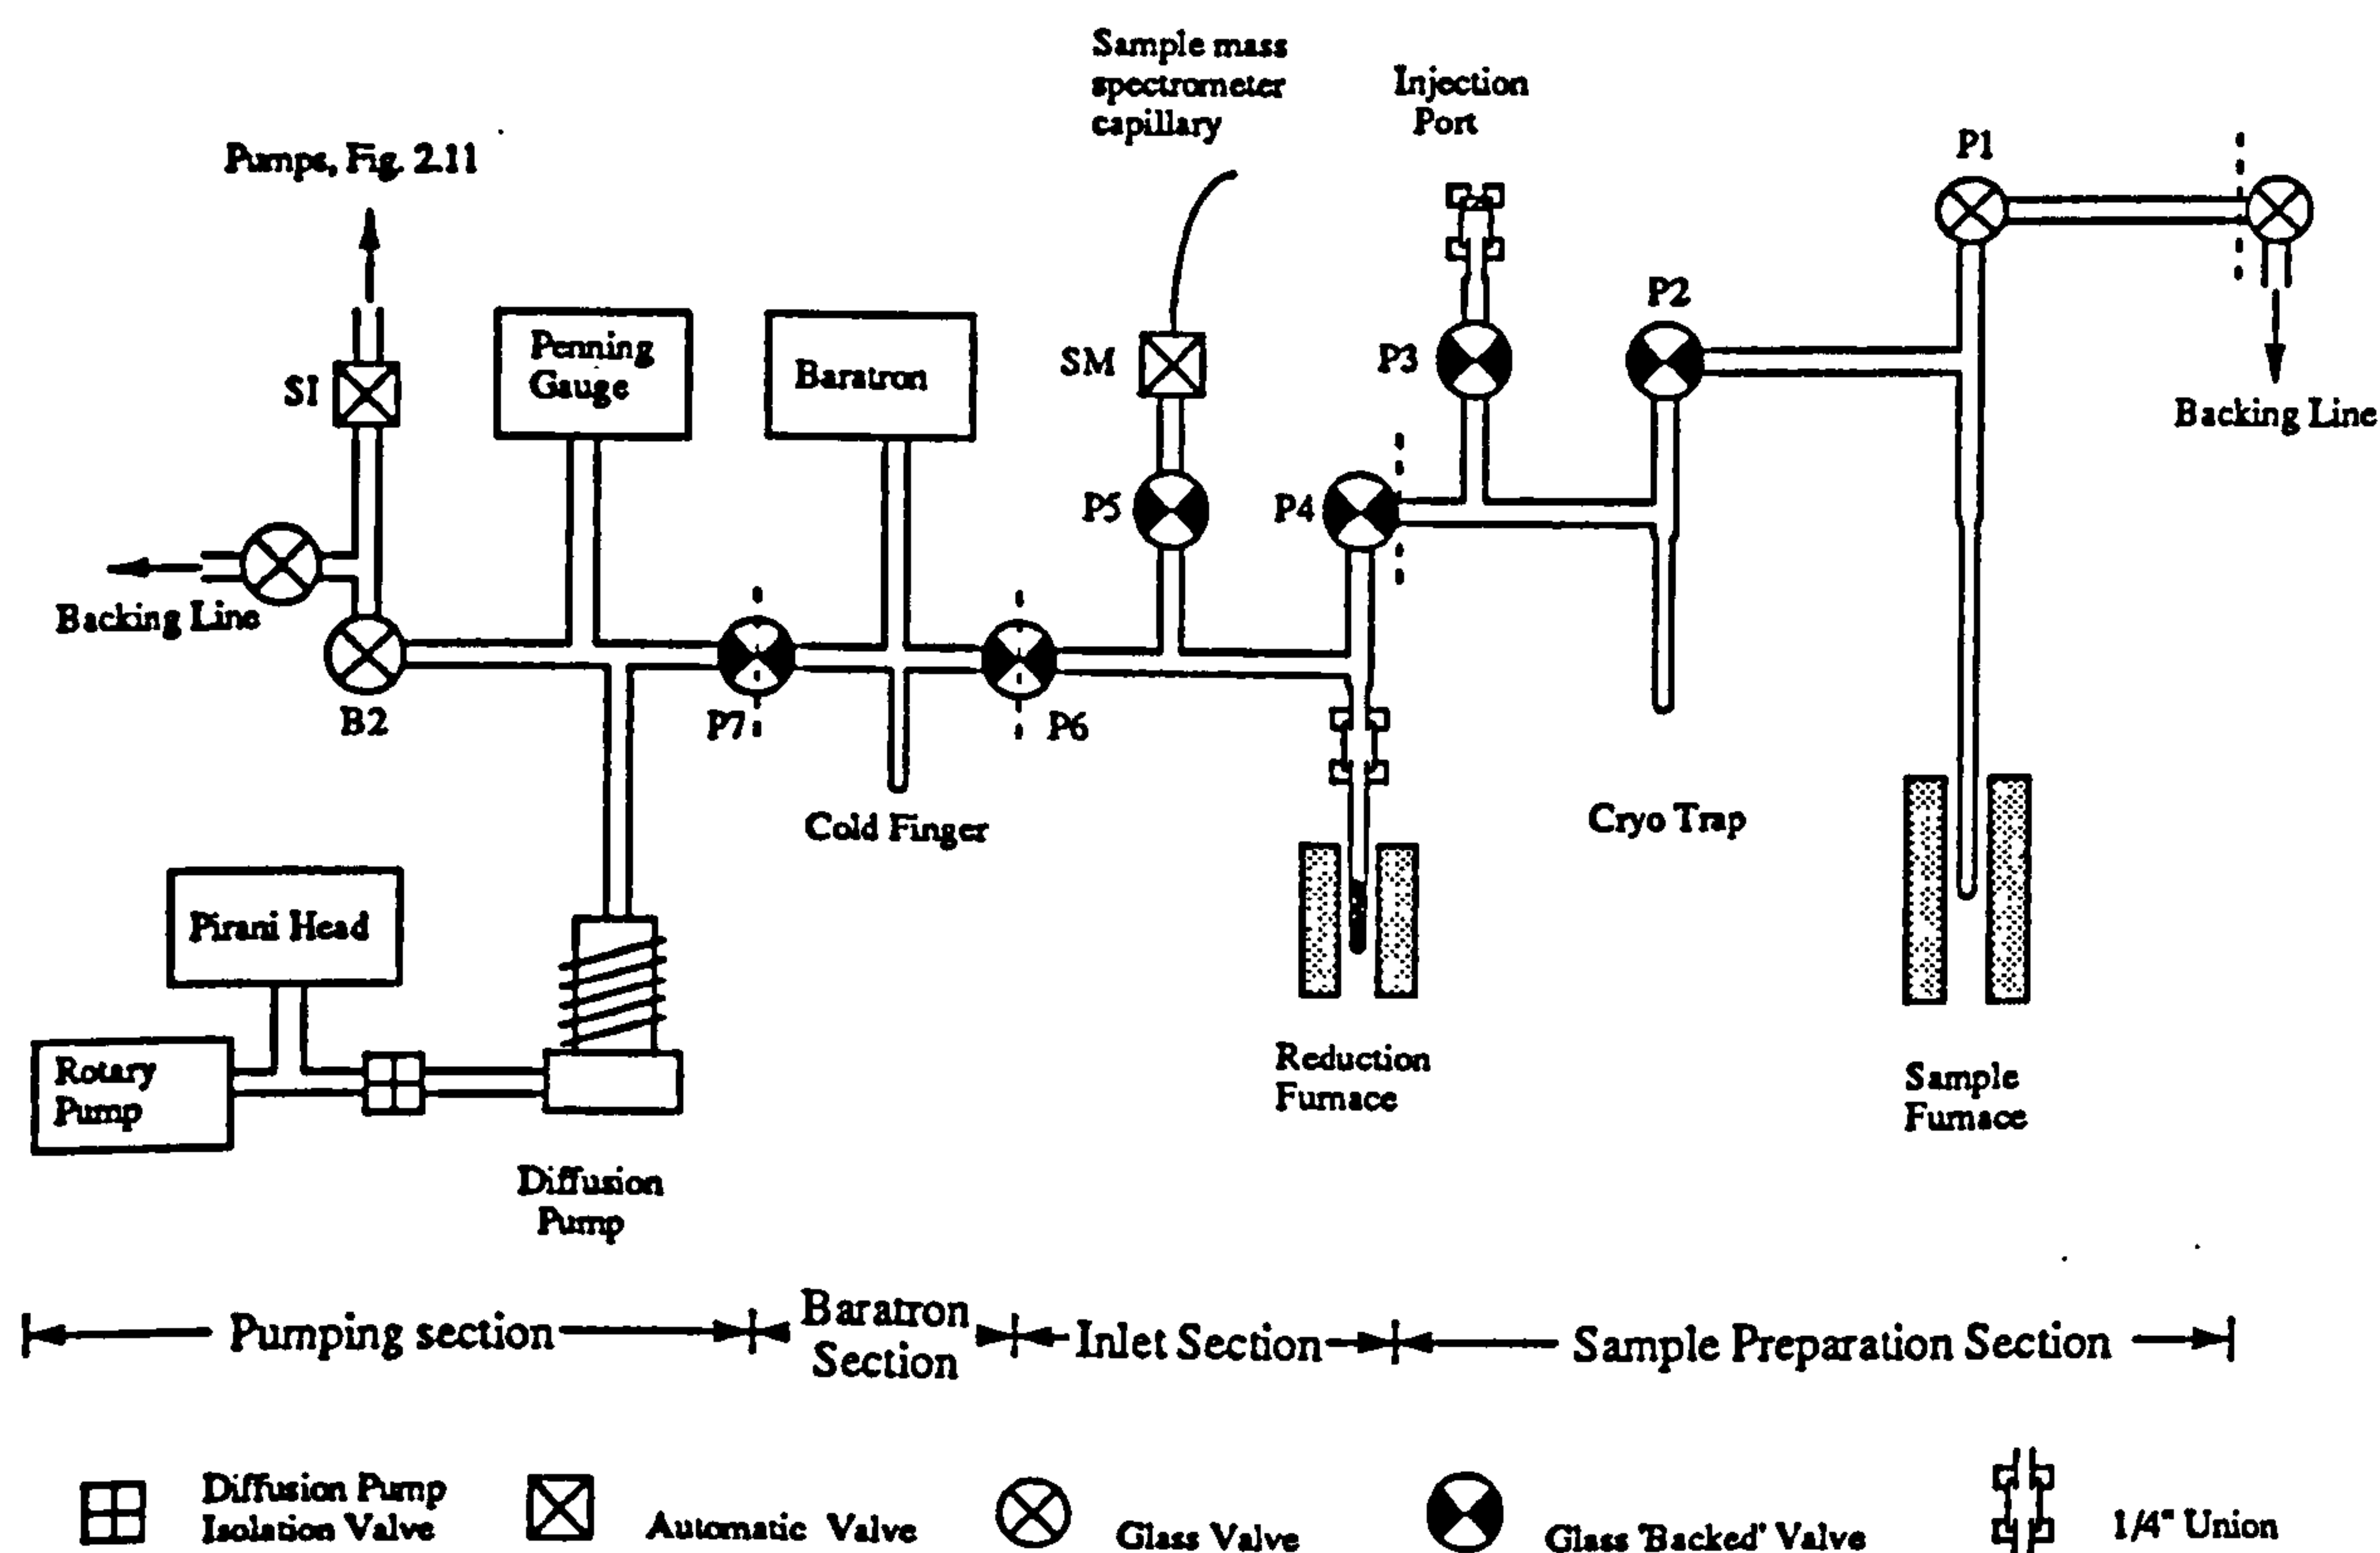 Sample mass
spectrometer
capillary
Injection
Port
Pumps, Fig. 2.11
P1
P2
Penning
Gauge
Baratron
SM
P3
SI
Backing Line
P5
P4
Backing Line
B2
P7
P6
Cold Finger
Cryo Trap
Pirani Head
Rotary
Pump
Reduction
Furnace
Sample
Furnace
Diffusion
Pump
Pumping section
Baratron
Section
Inlet Section
Sample Preparation Section
Diffusion Pump
Isolation Valve
Automatic Valve
Glass Valve
Glass 'Backed' Valve
1/4" Union